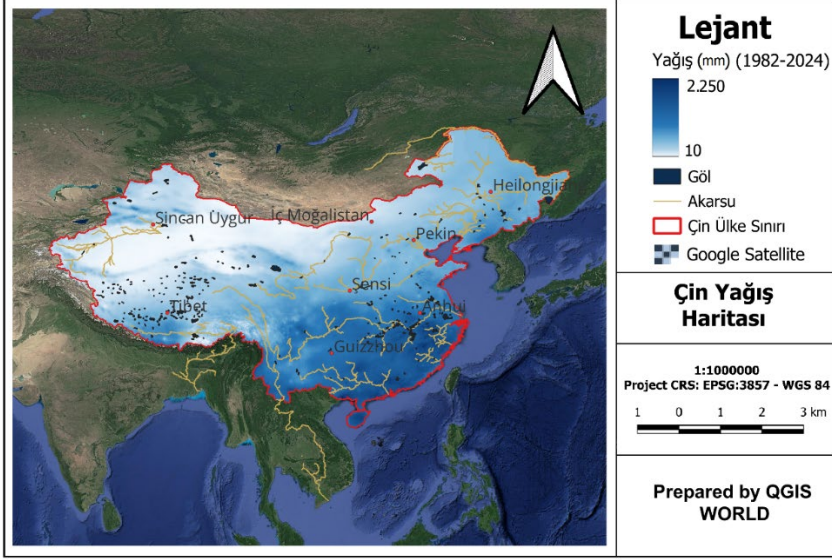 Sincan Uygur
İç Moğalistan
Heilongjiang
Pekin
Şensi
Tibet
Anhui
Guizzhou
Lejant
Yağış (mm) (1982-2024)
2.250
10
Göl
Akarsu
Çin Ülke Sınırı
Google Satellite
Çin Yağış
Haritası
1:1000000
Project CRS: EPSG:3857 - WGS 84
1 0 1 2 3 km
Prepared by QGIS
WORLD